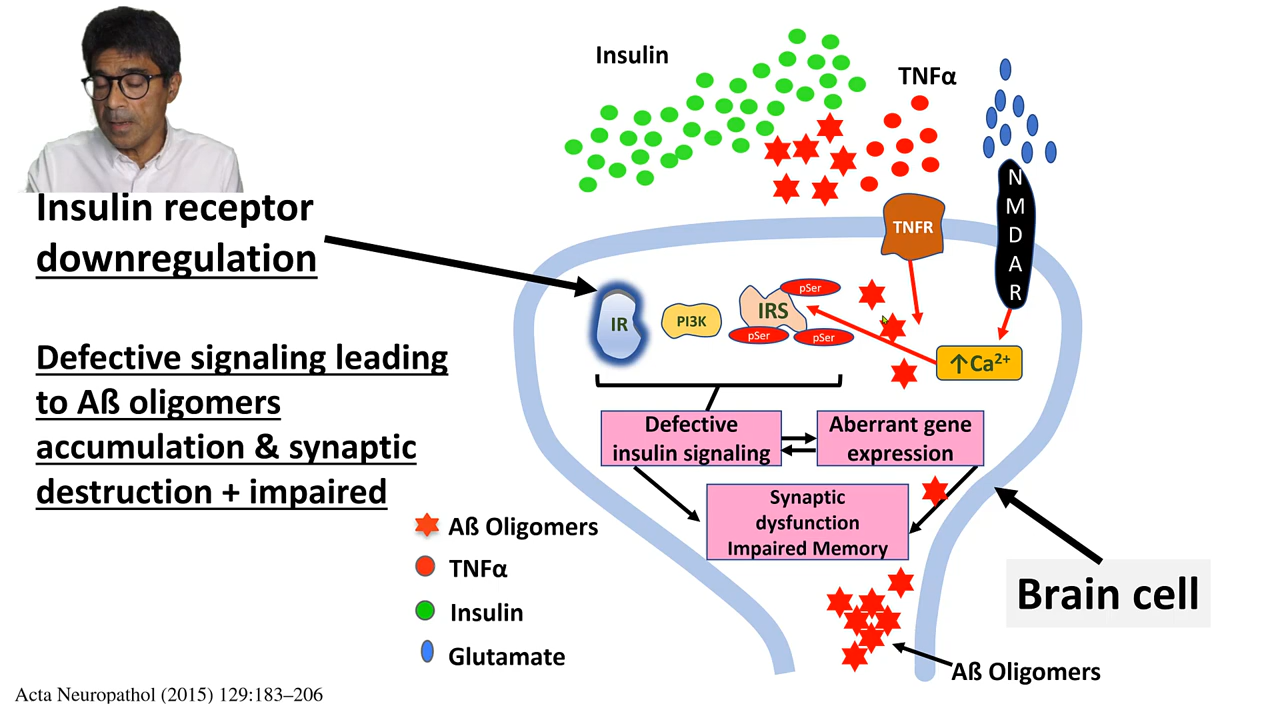 Insulin
TNFα
Insulin receptor
downregulation
NMDAR
TNFR
pSer
IR
PI3K
IRS
pSer
pSer
↑Ca²⁺
Defective signaling leading
to Aß oligomers
accumulation & synaptic
destruction + impaired
Defective
insulin signaling
Aberrant gene
expression
Synaptic
dysfunction
Impaired Memory
Aß Oligomers
TNFα
Insulin
Glutamate
Brain cell
Aß Oligomers
Acta Neuropathol (2015) 129:183–206